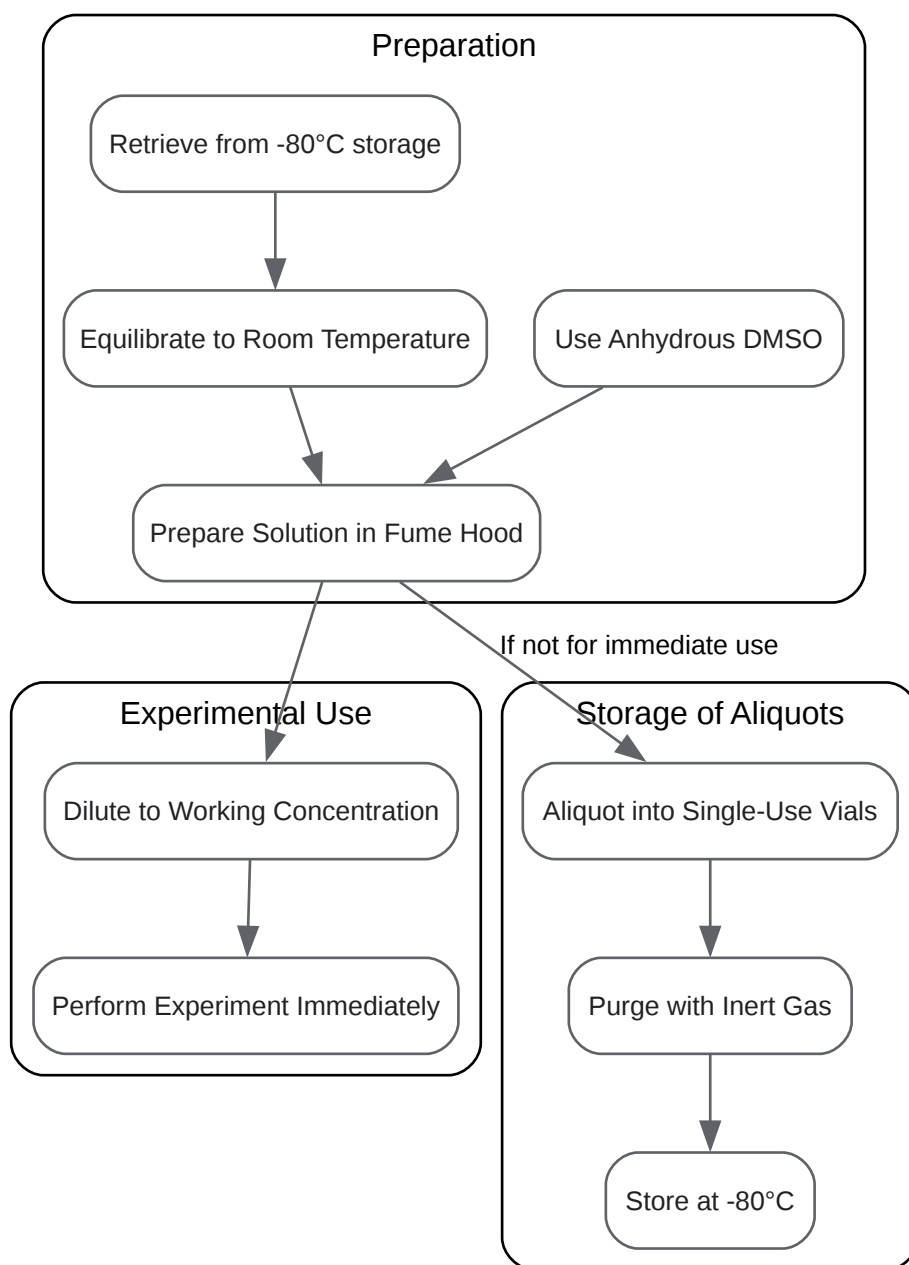 Preparation
Retrieve from -80°C storage
Equilibrate to Room Temperature
Use Anhydrous DMSO
Prepare Solution in Fume Hood
If not for immediate use
Experimental Use
Dilute to Working Concentration
Perform Experiment Immediately
Storage of Aliquots
Aliquot into Single-Use Vials
Purge with Inert Gas
Store at -80°C